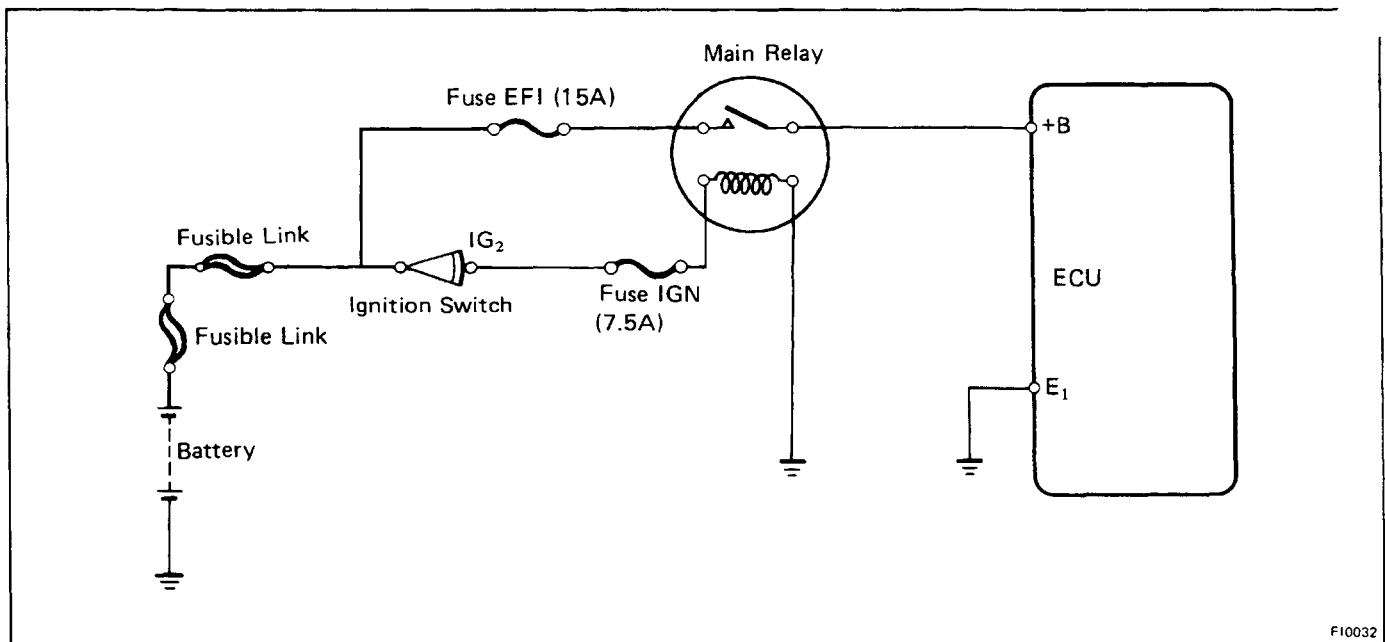 Main Relay
Fuse EFI (15A)
+B
Fusible Link
IG₂
Ignition Switch
Fuse IGN
(7.5A)
ECU
Fusible Link
E₁
Battery
FI0032